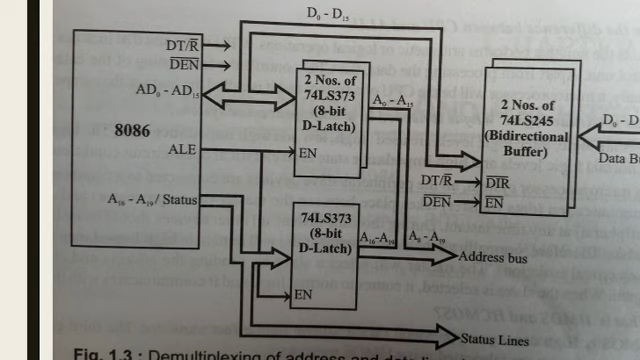 D₀ - D₁₅
DT/R̅
D̅E̅N̅
AD₀ - AD₁₅
8086
ALE
A₁₆ - A₁₉/ Status
2 Nos. of
74LS373
(8-bit
D-Latch)
EN
A₀ - A₁₅
74LS373
(8-bit
D-Latch)
EN
A₁₆-A₁₉
A₀ - A₁₉
2 Nos. of
74LS245
(Bidirectional
Buffer)
DT/R̅
D̅I̅R̅
D̅E̅N̅
E̅N̅
D₀ - D
Data Bu
Address bus
Status Lines
Fig. 1.3 : Demultiplexing of address and data